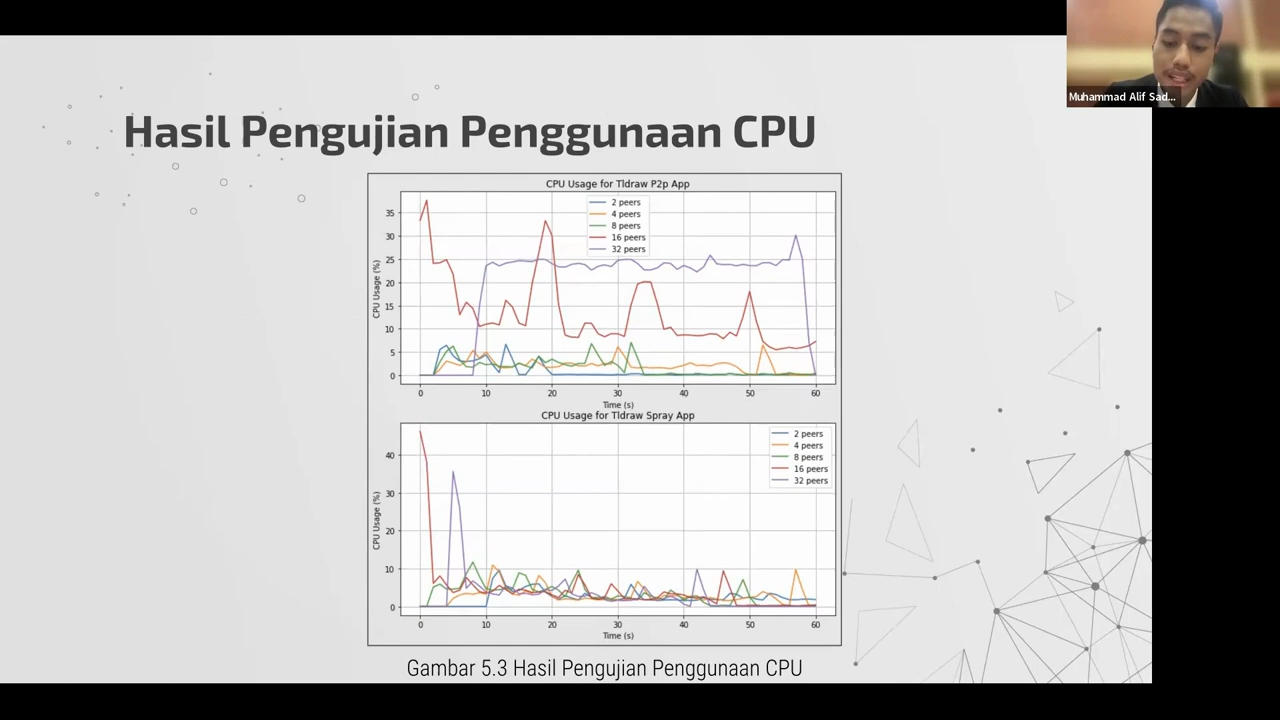 Muhammad Alif Sad...
Hasil Pengujian Penggunaan CPU
CPU Usage for Tldraw P2p App
2 peers
4 peers
8 peers
16 peers
32 peers
CPU Usage (%)
35
30
25
20
15
10
5
0
0 10 20 30 40 50 60
Time (s)
CPU Usage for Tldraw Spray App
2 peers
4 peers
8 peers
16 peers
32 peers
CPU Usage (%)
40
30
20
10
0
0 10 20 30 40 50 60
Time (s)
Gambar 5.3 Hasil Pengujian Penggunaan CPU